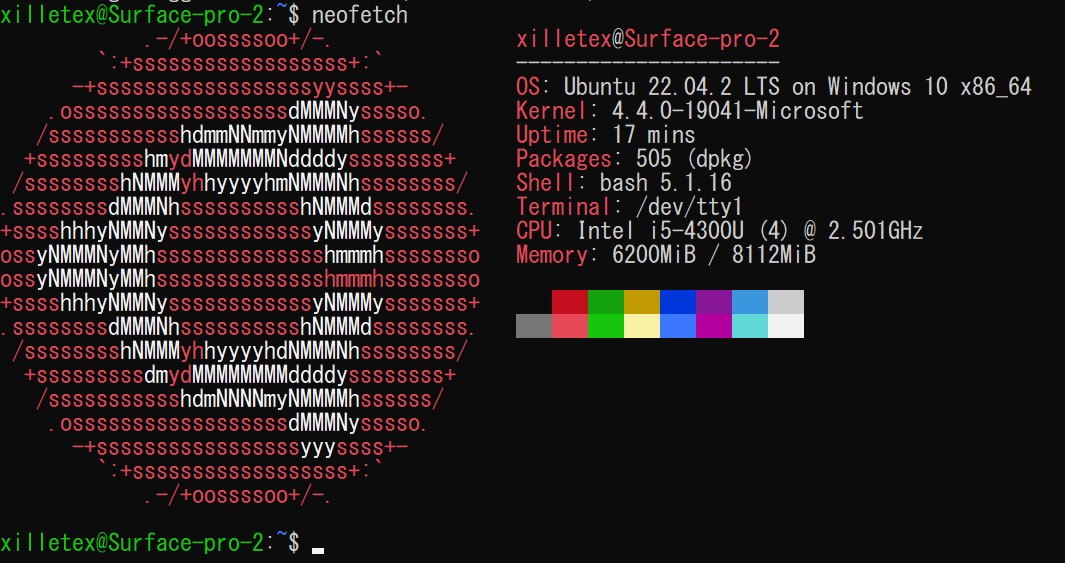 xilletex@Surface-pro-2:~$ neofetch
.-/+oossssoo+/-.
`:+ssssssssssssssssss+:`
-+ssssssssssssssssssyyssss+-
.ossssssssssssssssssdMMMNysssso.
/ssssssssssshdmmNNmmyNMMMMhssssss/
+ssssssssshmydMMMMMMMNddddyssssssss+
/sssssssshNMMMyhhyyyyhmNMMMNhssssssss/
.ssssssssdMMMNhsssssssssshNMMMdssssssss.
+sssshhhyNMMNyssssssssssssyNMMMysssssss+
ossyNMMMNyMMhsssssssssssssshmmmhssssssso
ossyNMMMNyMMhsssssssssssssshmmmhssssssso
+sssshhhyNMMNyssssssssssssyNMMMysssssss+
.ssssssssdMMMNhsssssssssshNMMMdssssssss.
/sssssssshNMMMyhhyyyyhdNMMMNhssssssss/
+sssssssssdmydMMMMMMMMddddyssssssss+
/ssssssssssshdmNNNNmyNMMMMhssssss/
.ossssssssssssssssssdMMMNysssso.
-+sssssssssssssssssyyyssss+-
`:+ssssssssssssssssss+:`
.-/+oossssoo+/-.
xilletex@Surface-pro-2
----------------------
OS: Ubuntu 22.04.2 LTS on Windows 10 x86_64
Kernel: 4.4.0-19041-Microsoft
Uptime: 17 mins
Packages: 505 (dpkg)
Shell: bash 5.1.16
Terminal: /dev/tty1
CPU: Intel i5-4300U (4) @ 2.501GHz
Memory: 6200MiB / 8112MiB
xilletex@Surface-pro-2:~$